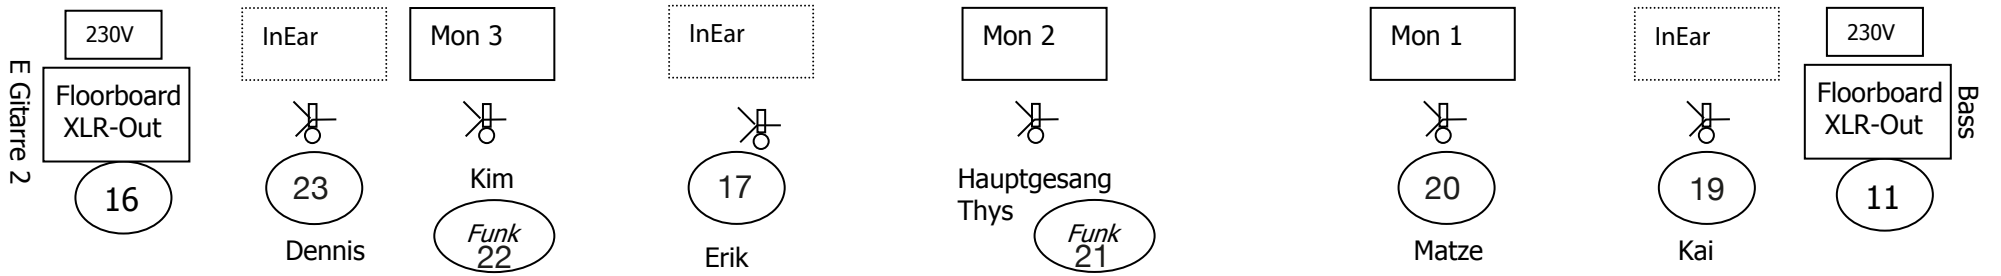 230V
InEar
Mon 3
InEar
Mon 2
Mon 1
InEar
230V
E Gitarre 2
Floorboard
XLR-Out
Floorboard
XLR-Out
Bass
16
23
Kim
17
Hauptgesang
Thys
20
19
11
Funk
22
Funk
21
Dennis
Erik
Matze
Kai